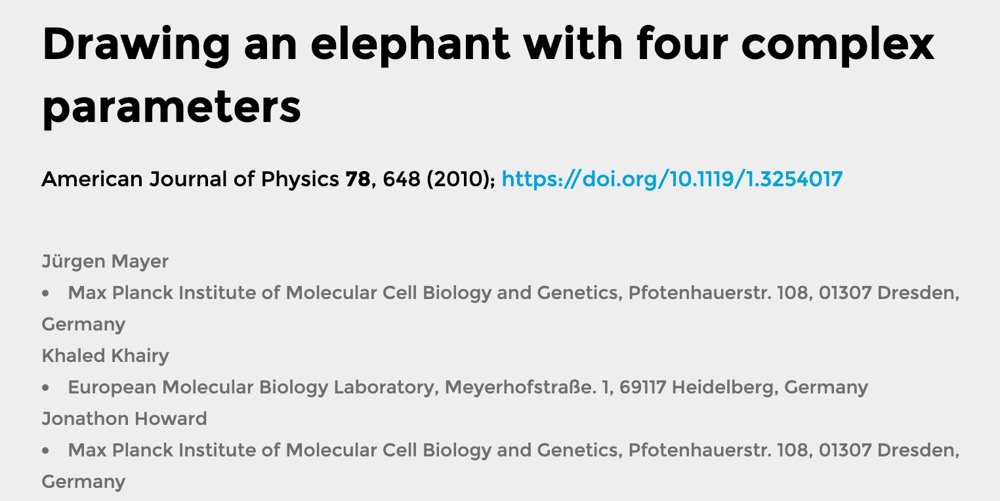 Drawing an elephant with four complex
parameters
American Journal of Physics 78, 648 (2010); https://doi.org/10.1119/1.3254017
Jürgen Mayer
• Max Planck Institute of Molecular Cell Biology and Genetics, Pfotenhauerstr. 108, 01307 Dresden,
Germany
Khaled Khairy
• European Molecular Biology Laboratory, Meyerhofstraße. 1, 69117 Heidelberg, Germany
Jonathon Howard
• Max Planck Institute of Molecular Cell Biology and Genetics, Pfotenhauerstr. 108, 01307 Dresden,
Germany